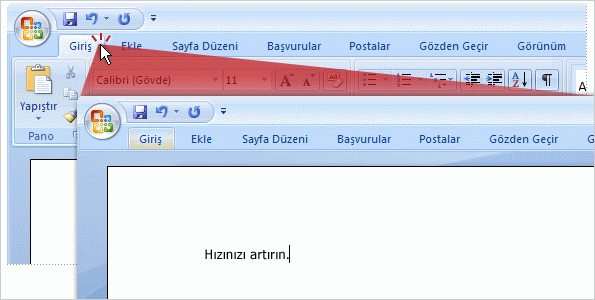 Giriş Ekle Sayfa Düzeni Başvurular Postalar Gözden Geçir Görünüm
Calibri (Gövde) 11
Yapıştır
Pano
Giriş Ekle Sayfa Düzeni Başvurular Postalar Gözden Geçir
Hızınızı artırın.